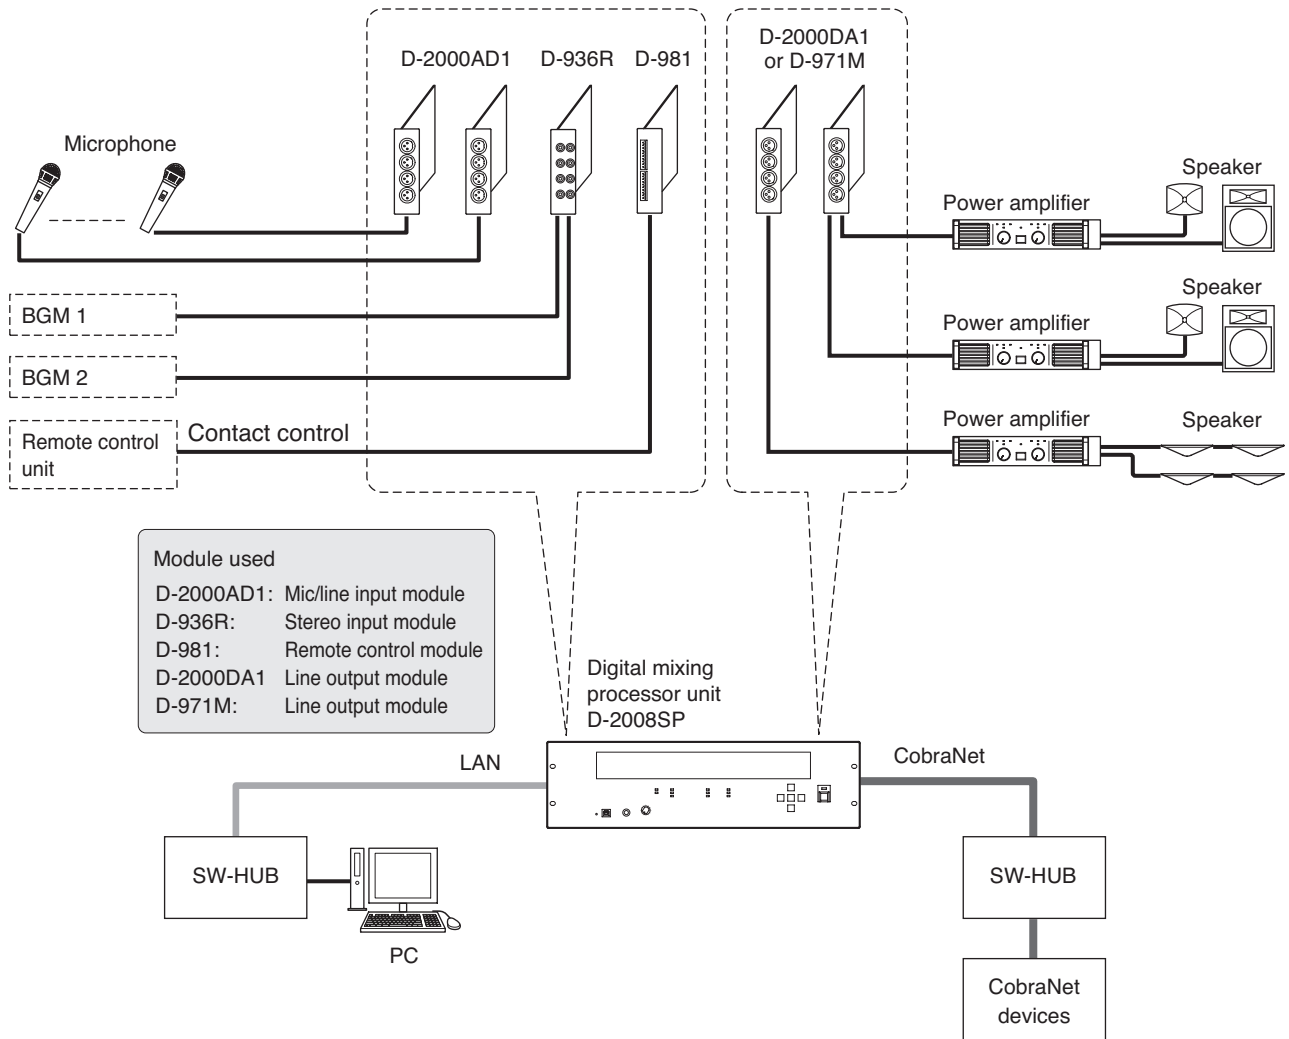 D-2000AD1 D-936R D-981
D-2000DA1
or D-971M
Microphone
Speaker
Power amplifier
BGM 1
Speaker
Power amplifier
BGM 2
Power amplifier
Speaker
Remote control
unit
Contact control
Module used
D-2000AD1: Mic/line input module
D-936R: Stereo input module
D-981: Remote control module
D-2000DA1 Line output module
D-971M: Line output module
Digital mixing
processor unit
D-2008SP
LAN
CobraNet
SW-HUB
PC
SW-HUB
CobraNet
devices